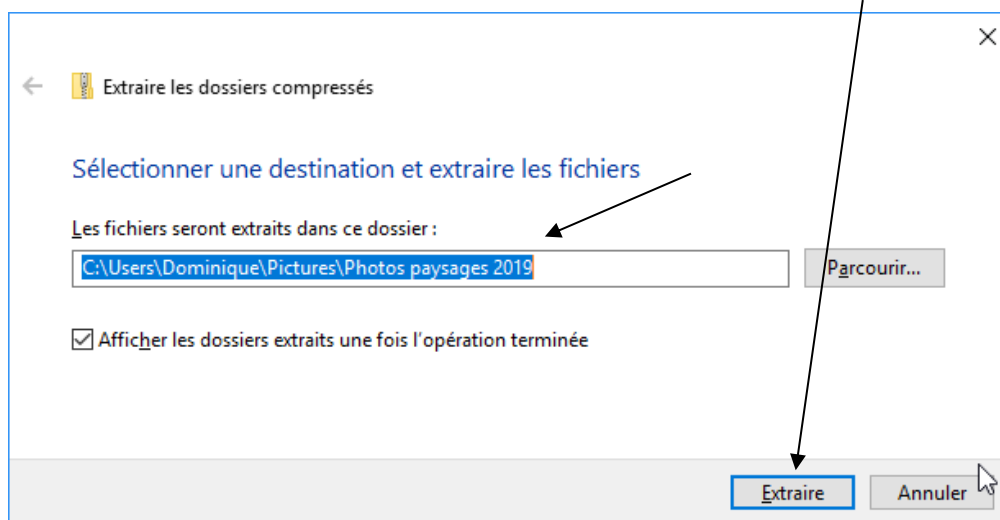 Extraire les dossiers compressés
Sélectionner une destination et extraire les fichiers
Les fichiers seront extraits dans ce dossier :
C:\Users\Dominique\Pictures\Photos paysages 2019
Parcourir...
Afficher les dossiers extraits une fois l'opération terminée
Extraire
Annuler